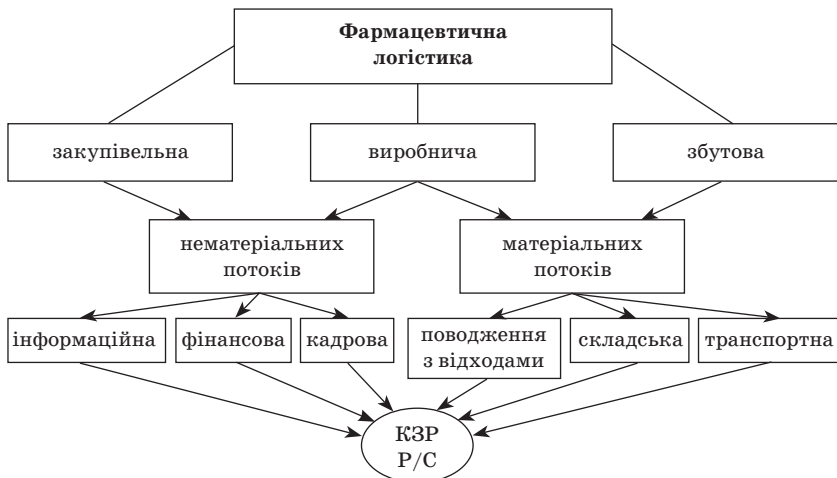 Фармацевтична
логістика
закупівельна
виробнича
збутова
нематеріальних
потоків
матеріальних
потоків
інформаційна
фінансова
кадрова
поводження
з відходами
складська
транспортна
КЗР
Р/С